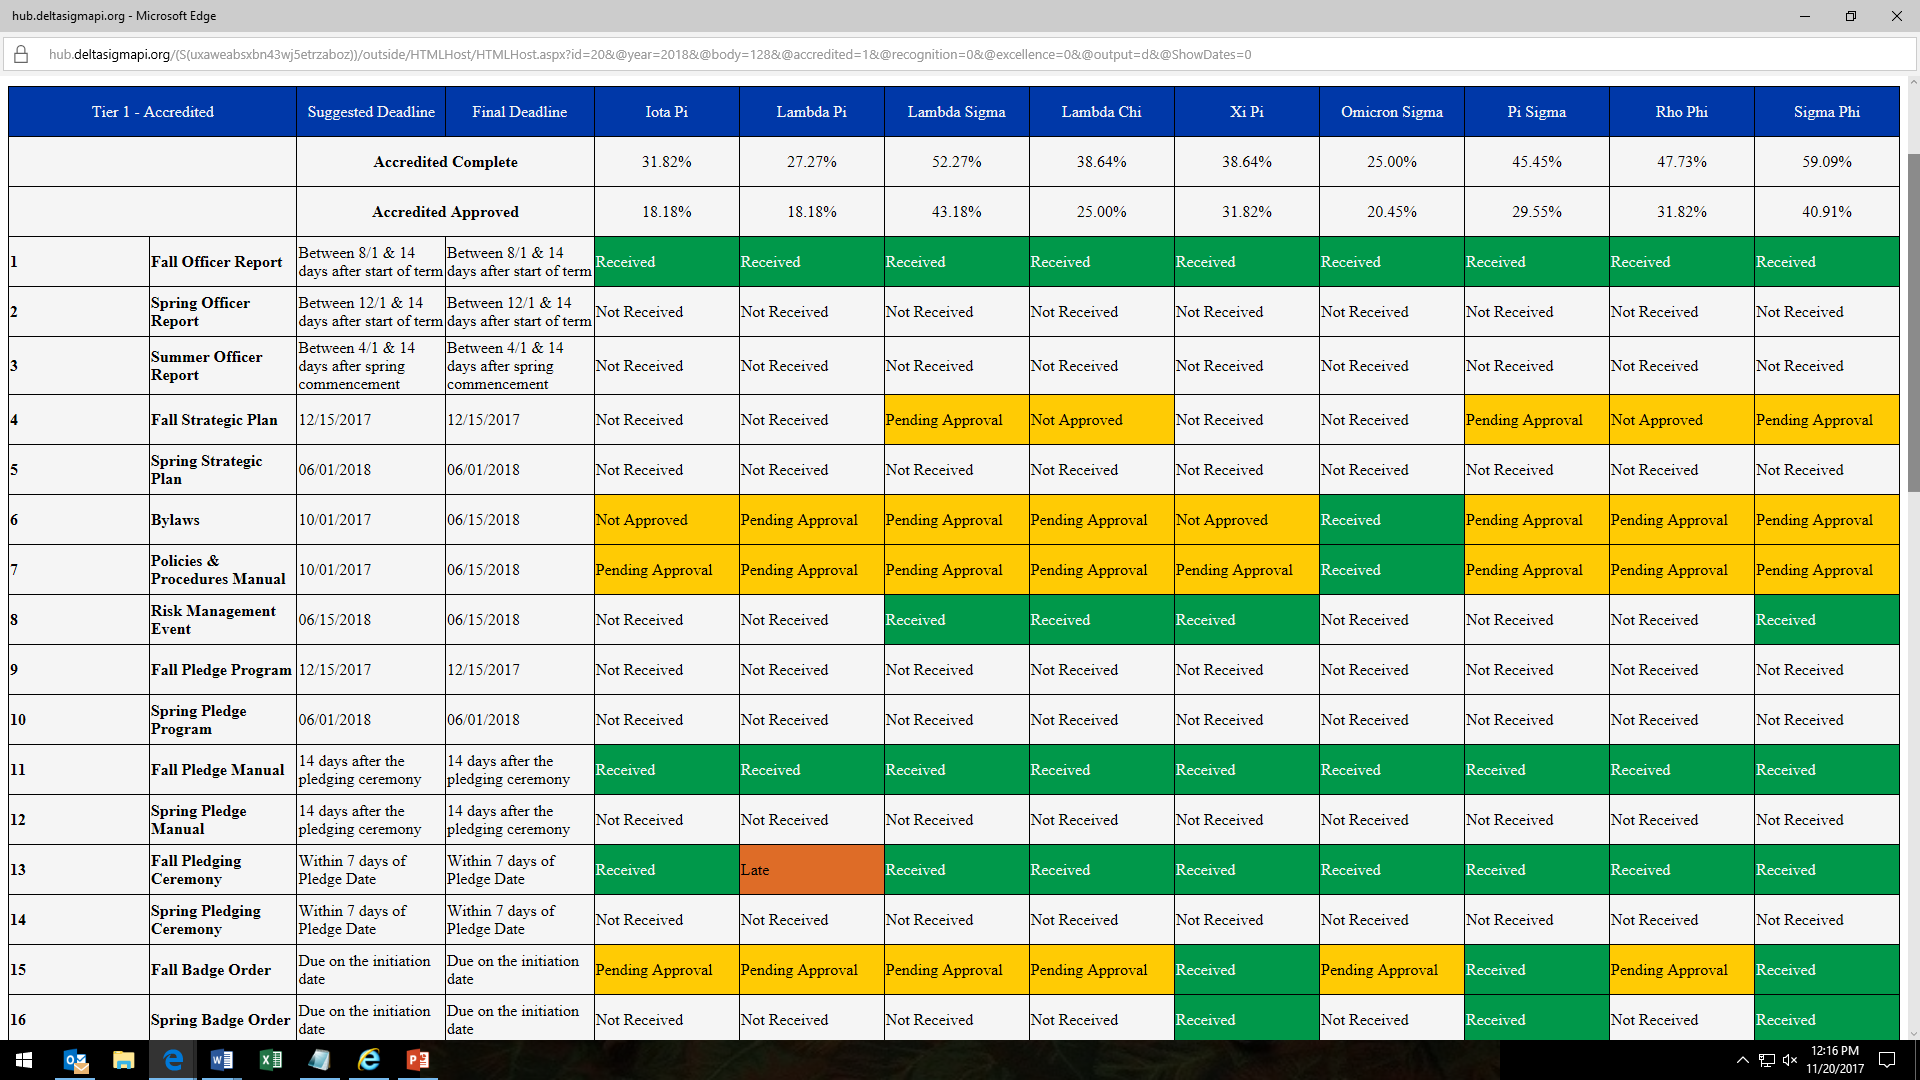 hub.deltasigmapi.org - Microsoft Edge
hub.deltasigmapi.org/(S(uxaweabsxbn43wj5etrzaboz))/outside/HTMLHost/HTMLHost.aspx?id=20&@year=2018&@body=128&@accredited=1&@recognition=0&@excellence=0&@output=d&@ShowDates=0
Tier 1 - Accredited Suggested Deadline Final Deadline Iota Pi Lambda Pi Lambda Sigma Lambda Chi Xi Pi Omicron Sigma Pi Sigma Rho Phi Sigma Phi
Accredited Complete 31.82% 27.27% 52.27% 38.64% 38.64% 25.00% 45.45% 47.73% 59.09%
Accredited Approved 18.18% 18.18% 43.18% 25.00% 31.82% 20.45% 29.55% 31.82% 40.91%
1 Fall Officer Report Between 8/1 & 14 days after start of term Between 8/1 & 14 days after start of term Received Received Received Received Received Received Received Received Received
2 Spring Officer Report Between 12/1 & 14 days after start of term Between 12/1 & 14 days after start of term Not Received Not Received Not Received Not Received Not Received Not Received Not Received Not Received Not Received
3 Summer Officer Report Between 4/1 & 14 days after spring commencement Between 4/1 & 14 days after spring commencement Not Received Not Received Not Received Not Received Not Received Not Received Not Received Not Received Not Received
4 Fall Strategic Plan 12/15/2017 12/15/2017 Not Received Not Received Pending Approval Not Approved Not Received Not Received Pending Approval Not Approved Pending Approval
5 Spring Strategic Plan 06/01/2018 06/01/2018 Not Received Not Received Not Received Not Received Not Received Not Received Not Received Not Received Not Received
6 Bylaws 10/01/2017 06/15/2018 Not Approved Pending Approval Pending Approval Pending Approval Not Approved Received Pending Approval Pending Approval Pending Approval
7 Policies & Procedures Manual 10/01/2017 06/15/2018 Pending Approval Pending Approval Pending Approval Pending Approval Pending Approval Received Pending Approval Pending Approval Pending Approval
8 Risk Management Event 06/15/2018 06/15/2018 Not Received Not Received Received Received Received Not Received Not Received Not Received Received
9 Fall Pledge Program 12/15/2017 12/15/2017 Not Received Not Received Not Received Not Received Not Received Not Received Not Received Not Received Not Received
10 Spring Pledge Program 06/01/2018 06/01/2018 Not Received Not Received Not Received Not Received Not Received Not Received Not Received Not Received Not Received
11 Fall Pledge Manual 14 days after the pledging ceremony 14 days after the pledging ceremony Received Received Received Received Received Received Received Received Received
12 Spring Pledge Manual 14 days after the pledging ceremony 14 days after the pledging ceremony Not Received Not Received Not Received Not Received Not Received Not Received Not Received Not Received Not Received
13 Fall Pledging Ceremony Within 7 days of Pledge Date Within 7 days of Pledge Date Received Late Received Received Received Received Received Received Received
14 Spring Pledging Ceremony Within 7 days of Pledge Date Within 7 days of Pledge Date Not Received Not Received Not Received Not Received Not Received Not Received Not Received Not Received Not Received
15 Fall Badge Order Due on the initiation date Due on the initiation date Pending Approval Pending Approval Pending Approval Pending Approval Received Pending Approval Received Pending Approval Received
16 Spring Badge Order Due on the initiation date Due on the initiation date Not Received Not Received Not Received Not Received Received Not Received Received Not Received Received
12:16 PM
11/20/2017